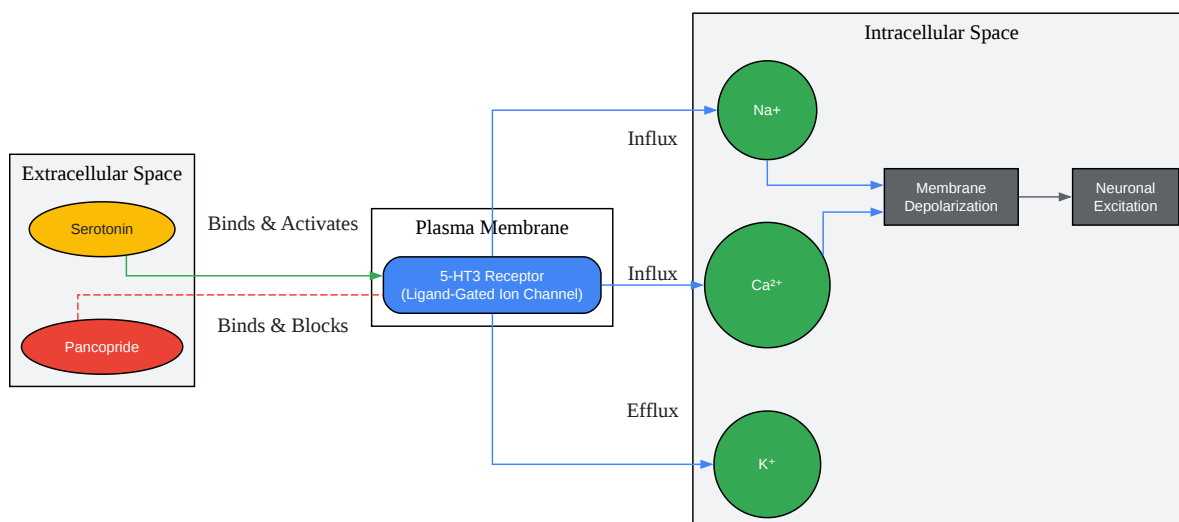 Intracellular Space
Na+
Influx
Extracellular Space
Membrane
Depolarization
Neuronal
Excitation
Serotonin
Binds & Activates
Plasma Membrane
5-HT3 Receptor
(Ligand-Gated Ion Channel)
Influx
Ca²⁺
Binds & Blocks
Pancopride
Efflux
K⁺